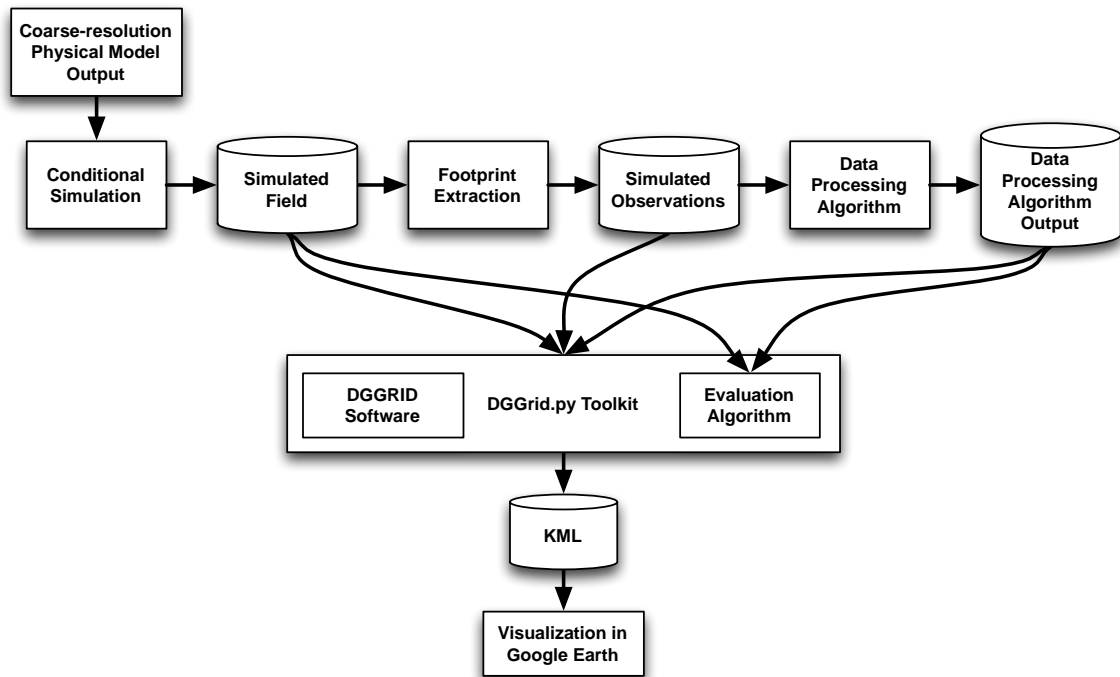 Coarse-resolution
Physical Model
Output
Conditional
Simulation
Simulated
Field
Footprint
Extraction
Simulated
Observations
Data
Processing
Algorithm
Data
Processing
Algorithm
Output
DGGRID
Software
DGGrid.py Toolkit
Evaluation
Algorithm
KML
Visualization in
Google Earth